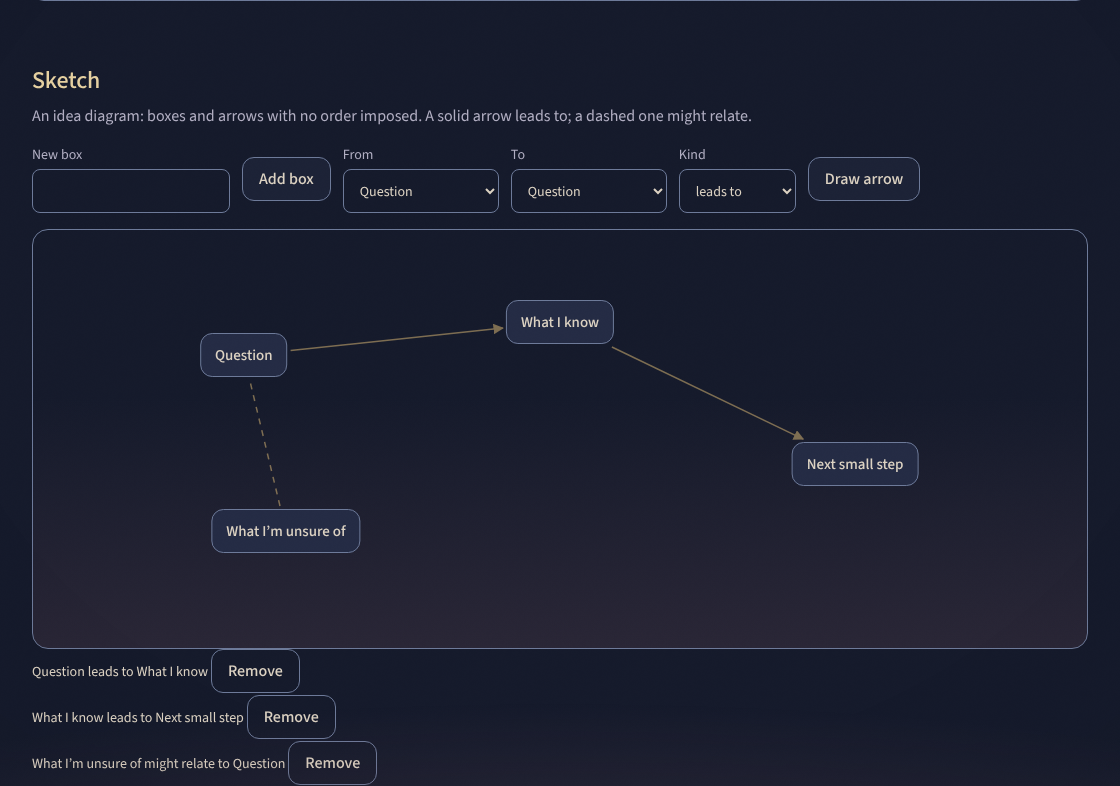 Sketch
An idea diagram: boxes and arrows with no order imposed. A solid arrow leads to; a dashed one might relate.
New box
Add box
From
Question
To
Question
Kind
leads to
Draw arrow
What I know
Question
Next small step
What I’m unsure of
Question leads to What I know Remove
What I know leads to Next small step Remove
What I’m unsure of might relate to Question Remove